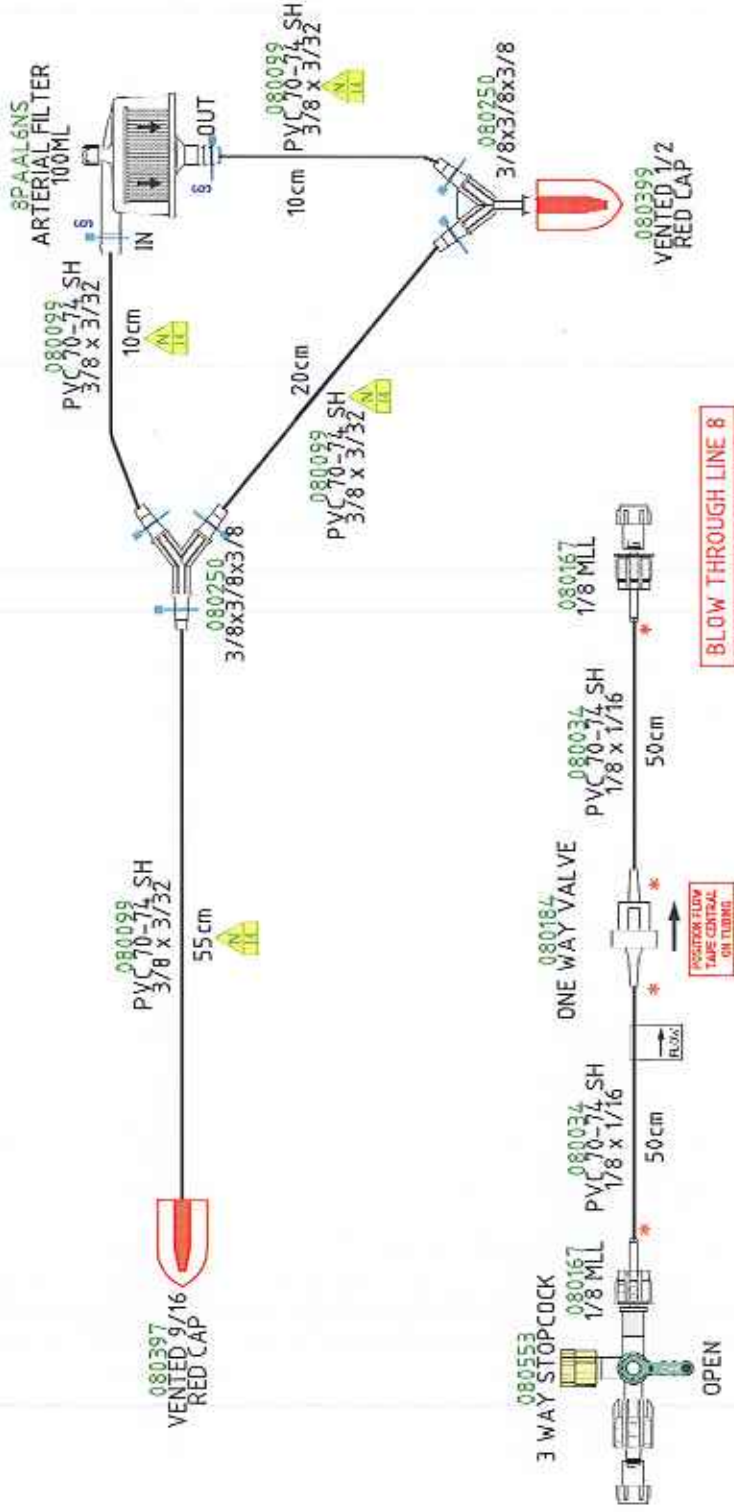 8PAAL6NS
ARTERIAL FILTER
100ML
IN
OUT
G09
G09
080099
PVC 70-74 SH
3/8 x 3/32
10cm
N
14
080099
PVC 70-74 SH
3/8 x 3/32
10cm
N
14
080250
3/8x3/8x3/8
080399
VENTED 1/2
RED CAP
20cm
080099
PVC 70-74 SH
3/8 x 3/32
N
14
080250
3/8x3/8x3/8
080099
PVC 70-74 SH
3/8 x 3/32
55cm
N
14
080397
VENTED 9/16
RED CAP
080553
3 WAY STOPCOCK
OPEN
080167
1/8 MLL
*
080034
PVC 70-74 SH
1/8 x 1/16
50cm
FLOW
*
080184
ONE WAY VALVE
*
POSITION FLOW
TAPE CENTRAL
ON TUBING
080034
PVC 70-74 SH
1/8 x 1/16
50cm
*
080167
1/8 MLL
BLOW THROUGH LINE 8